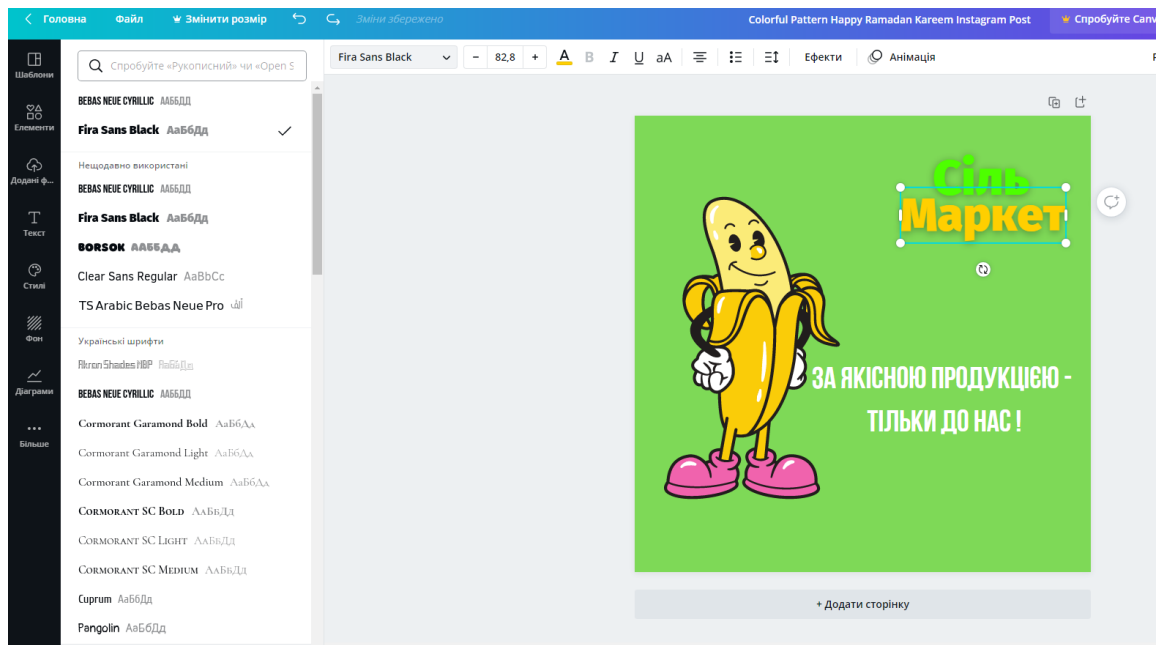 Головна Файл Змінити розмір Зміни збережено Colorful Pattern Happy Ramadan Kareem Instagram Post Спробуйте Canv
Шаблони
Елементи
Додані ф...
Текст
Стилі
Фон
Діаграми
Більше
Спробуйте «Рукописний» чи «Open S
BEBAS NEUE CYRILLIC ААББДД
Fira Sans Black АаБбДд
Нещодавно використані
BEBAS NEUE CYRILLIC ААББДД
Fira Sans Black АаБбДд
BORSOK ААББДД
Clear Sans Regular AaBbCc
TS Arabic Bebas Neue Pro
Українські шрифти
Akron Shades NBP АаБбДд
BEBAS NEUE CYRILLIC ААББДД
Cormorant Garamond Bold АаБбДд
Cormorant Garamond Light АаБбДд
Cormorant Garamond Medium АаБбДд
Cormorant SC Bold АаБбДд
Cormorant SC Light АаБбДд
Cormorant SC Medium АаБбДд
Cuprum АаБбДд
Pangolin АаБбДд
Fira Sans Black − 82,8 + A B I U aA Ефекти Анімація
Сіль
Маркет
ЗА ЯКІСНОЮ ПРОДУКЦІЄЮ -
ТІЛЬКИ ДО НАС !
+ Додати сторінку